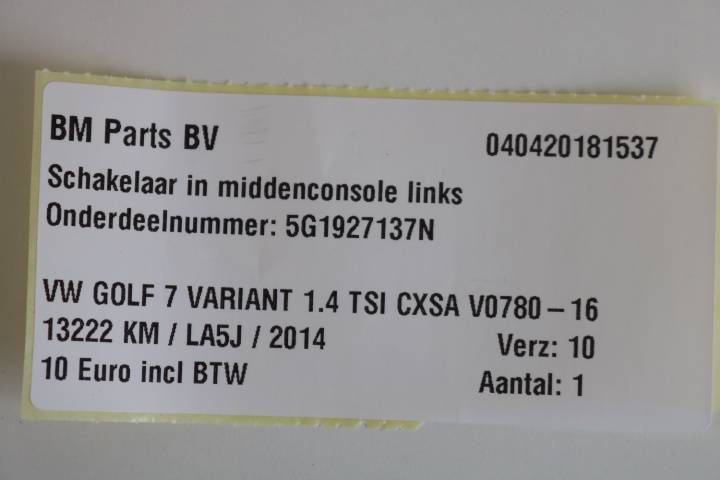 BM Parts BV 040420181537
Schakelaar in middenconsole links
Onderdeelnummer: 5G1927137N
VW GOLF 7 VARIANT 1.4 TSI CXSA V0780-16
13222 KM / LA5J / 2014 Verz: 10
10 Euro incl BTW Aantal: 1